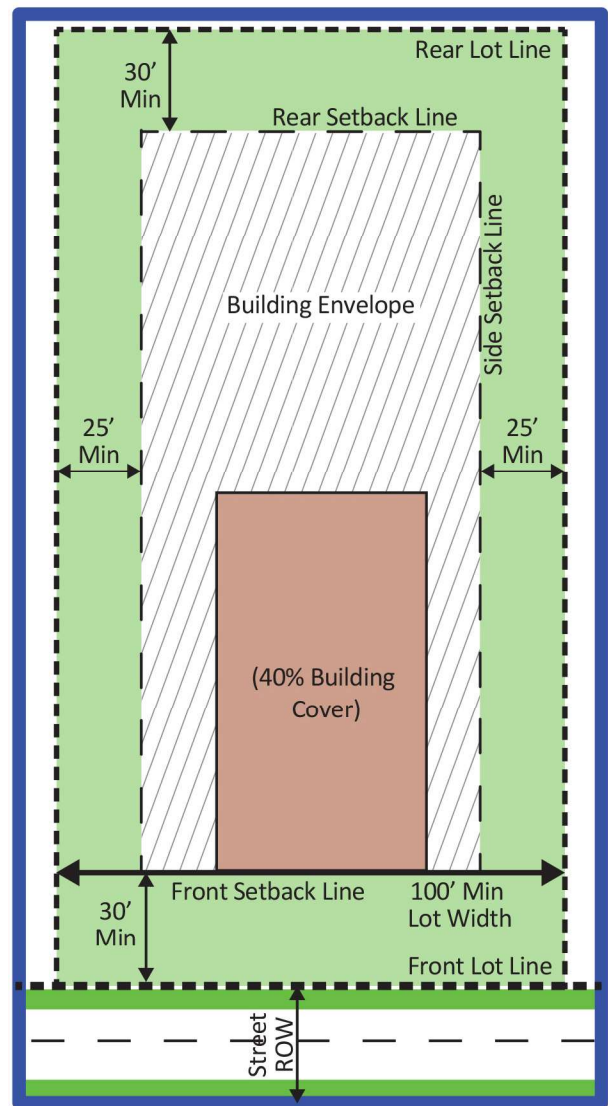 Rear Lot Line
30’
Min
Rear Setback Line
Side Setback Line
Building Envelope
25’
Min
25’
Min
(40% Building
Cover)
Front Setback Line
100’ Min
Lot Width
30’
Min
Front Lot Line
Street
ROW